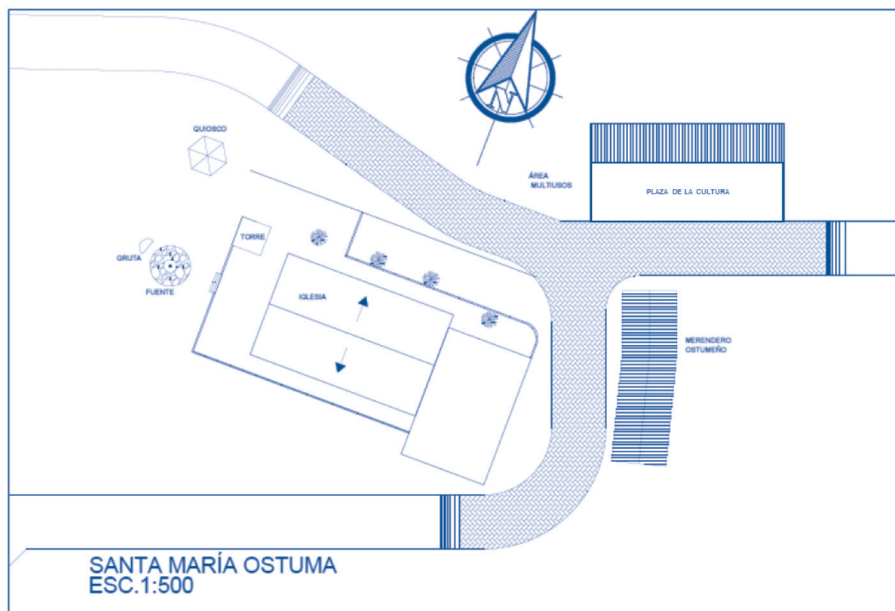 N
QUIOSCO
ÁREA
MULTIUSOS
PLAZA DE LA CULTURA
TORRE
GRUTA
FUENTE
IGLESIA
MERENDERO
OSTUMEÑO
SANTA MARÍA OSTUMA
ESC.1:500